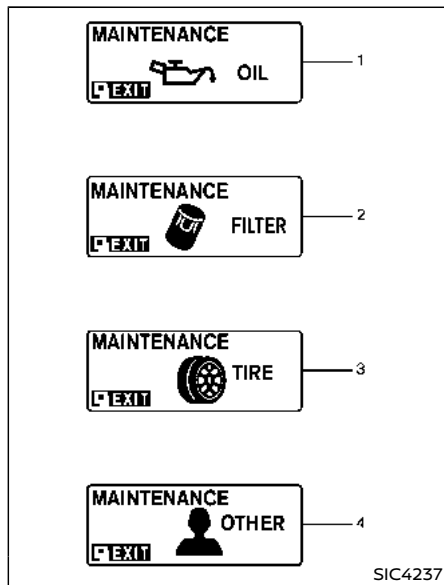 MAINTENANCE
OIL
EXIT
1
MAINTENANCE
FILTER
EXIT
2
MAINTENANCE
TIRE
EXIT
3
MAINTENANCE
OTHER
EXIT
4
SIC4237